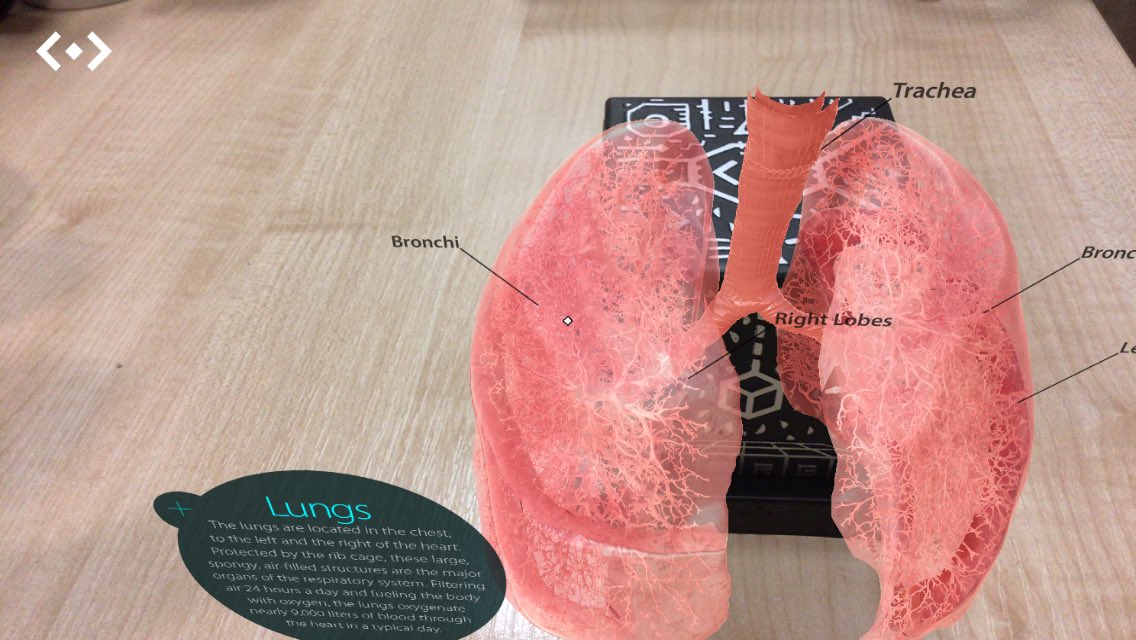 Trachea
Bronchi
Bronc
Right Lobes
Le
Lungs
The lungs are located in the chest,
to the left and the right of the heart.
Protected by the rib cage, these large,
spongy, air-filled structures are the major
organs of the respiratory system. Filtering
air 24 hours a day and fueling the body
with oxygen, the lungs oxygenate
nearly 9,000 liters of blood through
the heart in a typical day.